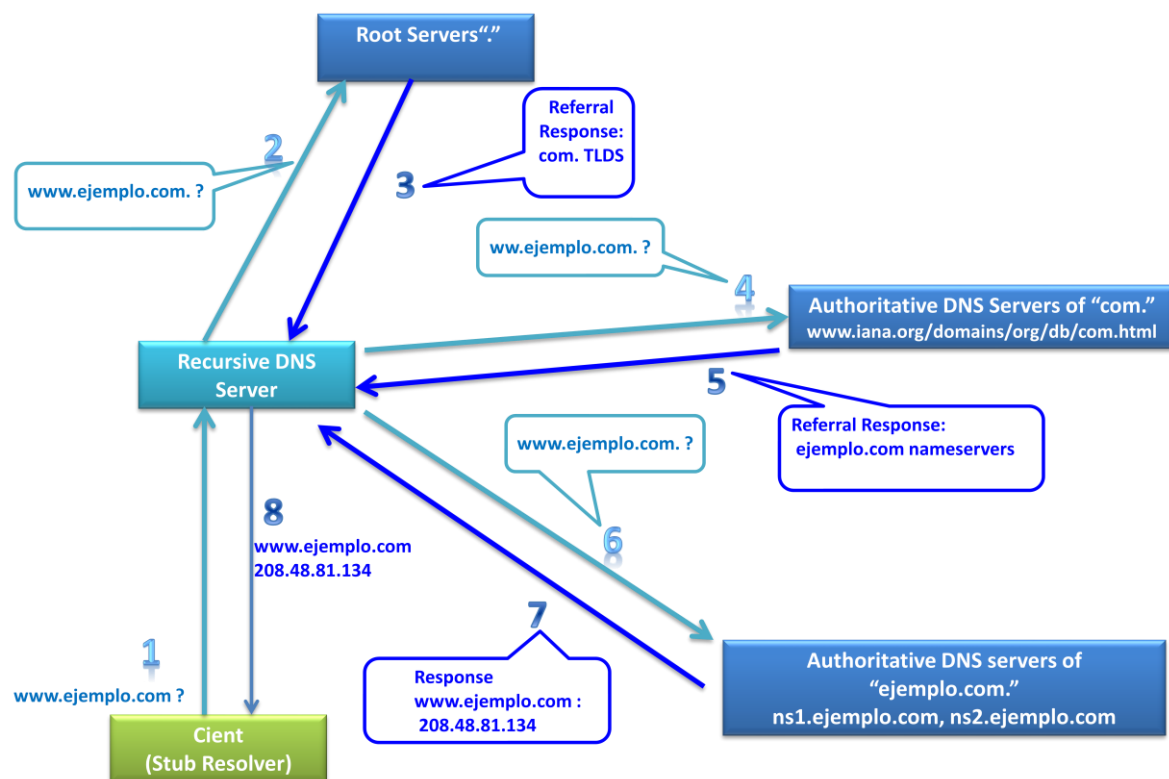 Root Servers“.”
Referral
Response:
com. TLDS
2
3
www.ejemplo.com. ?
ww.ejemplo.com. ?
4
Authoritative DNS Servers of “com.”
www.iana.org/domains/org/db/com.html
Recursive DNS
Server
5
Referral Response:
ejemplo.com nameservers
www.ejemplo.com. ?
6
8
www.ejemplo.com
208.48.81.134
7
Response
www.ejemplo.com :
208.48.81.134
1
www.ejemplo.com ?
Authoritative DNS servers of
“ejemplo.com.”
ns1.ejemplo.com, ns2.ejemplo.com
Cient
(Stub Resolver)